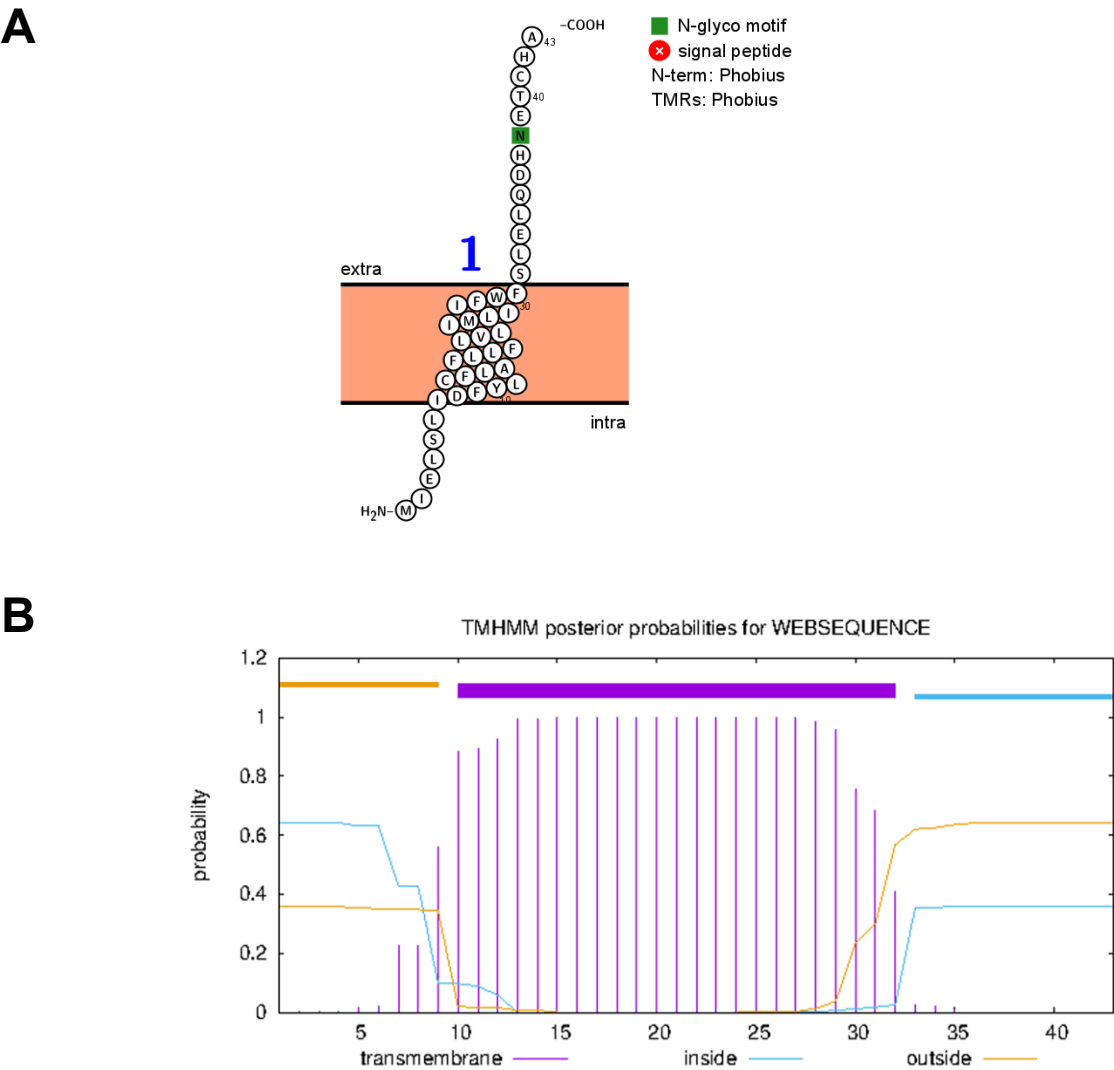 A
-COOH
A 43
H
C
T 40
E
N
H
D
Q
L
E
L
S
N-glyco motif
× signal peptide
N-term: Phobius
TMRs: Phobius
1
extra
I F W F
30
I M L I
L V L
F L L F
C F L A
I D F Y L
intra
L
S
L
E
I
H2N- M
B
TMHMM posterior probabilities for WEBSEQUENCE
probability
1.2
1
0.8
0.6
0.4
0.2
0
5 10 15 20 25 30 35 40
transmembrane inside outside